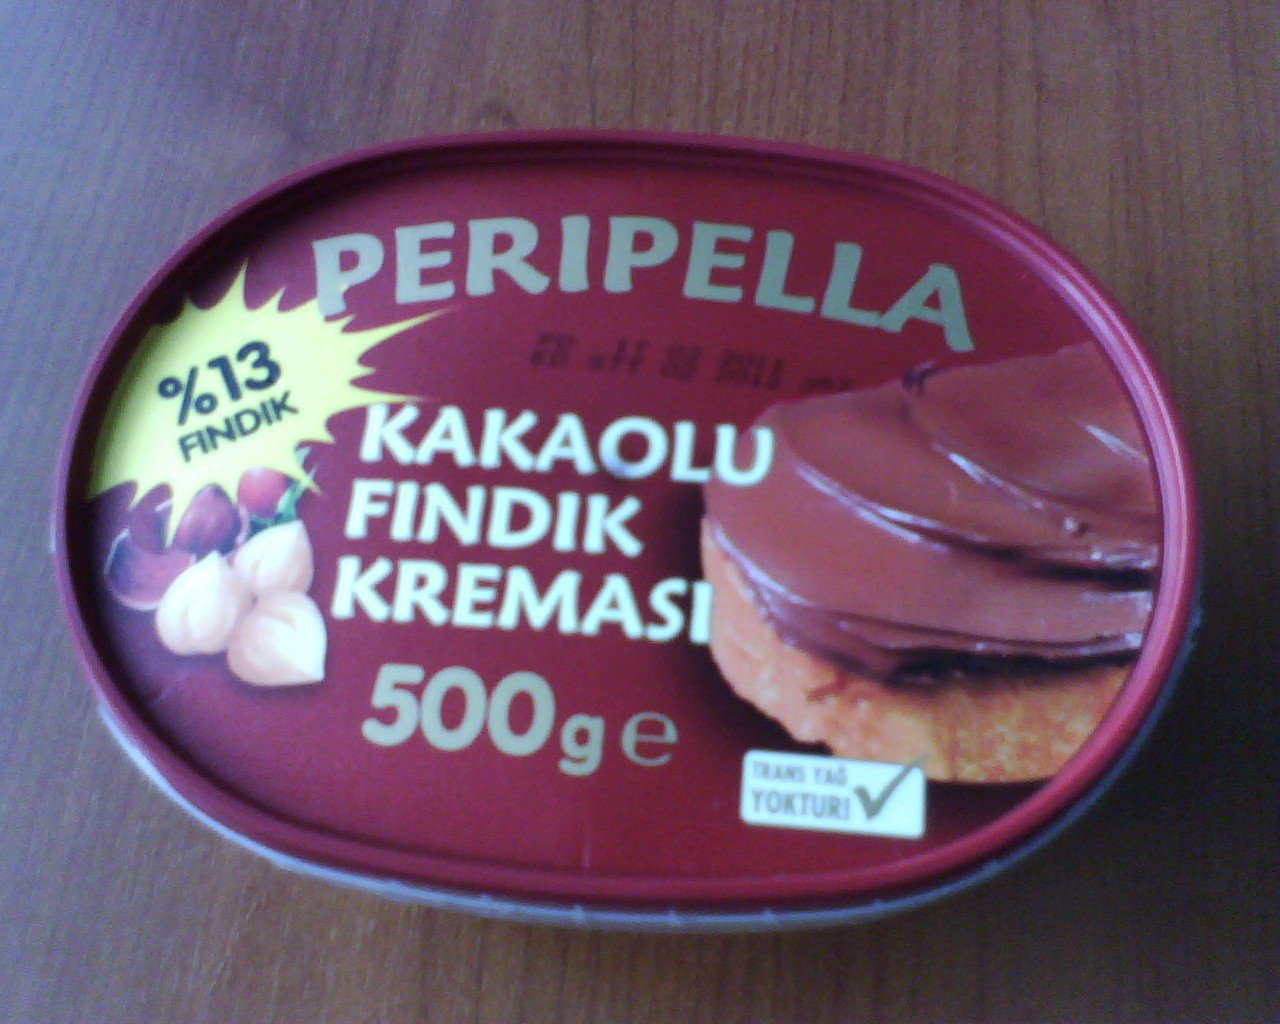 PERIPELLA
%13
FINDIK
KAKAOLU
FINDIK
KREMASI
500g e
TRANS YAĞ
YOKTUR!